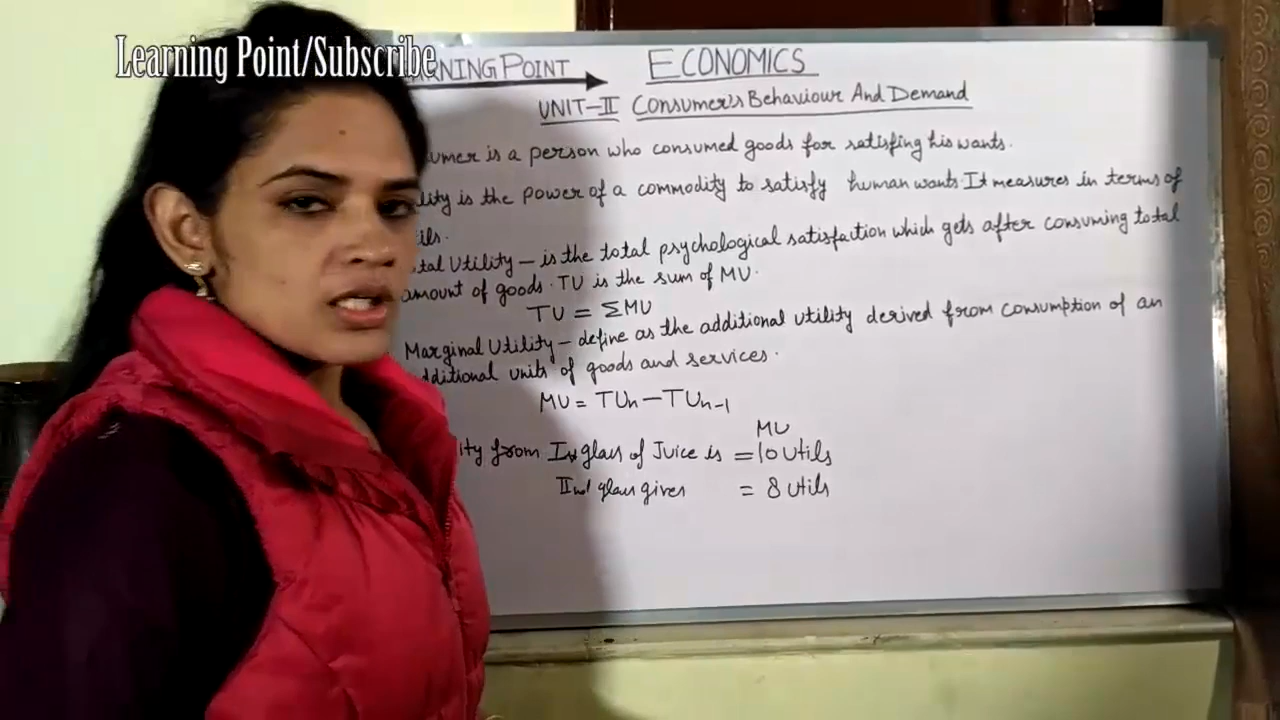 Learning Point/Subscribe
RNING POINT
ECONOMICS
UNIT-II Consumer's Behaviour And Demand
umer is a person who consumed goods for satisfing his wants.
lity is the power of a commodity to satisfy human wants. It measures in terms of
ils.
tal Utility – is the total psychological satisfaction which gets after consuming total
amount of goods. TU is the sum of MU.
TU = ΣMU
Marginal Utility – define as the additional utility derived from consumption of an
dditional units of goods and services.
MU = TUn – TUn-1
MU
ity from Ist glass of Juice is = 10 Utils
IInd glass gives = 8 Utils